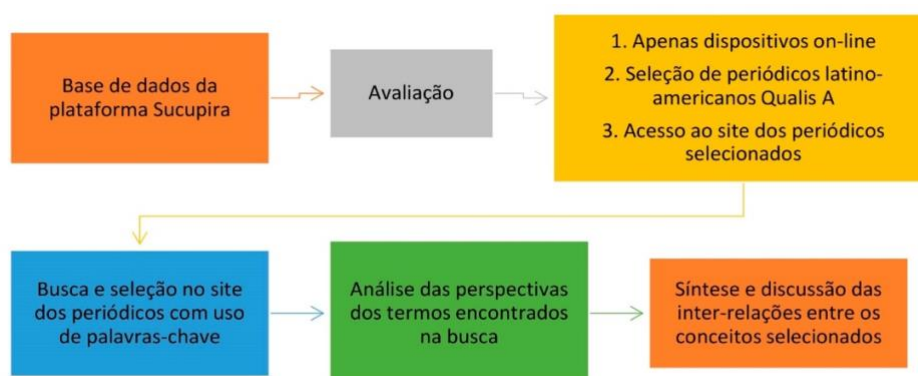 Base de dados da
plataforma Sucupira
Avaliação
1. Apenas dispositivos on-line
2. Seleção de periódicos latino-
americanos Qualis A
3. Acesso ao site dos periódicos
selecionados
Busca e seleção no site
dos periódicos com uso
de palavras-chave
Análise das perspectivas
dos termos encontrados
na busca
Síntese e discussão das
inter-relações entre os
conceitos selecionados